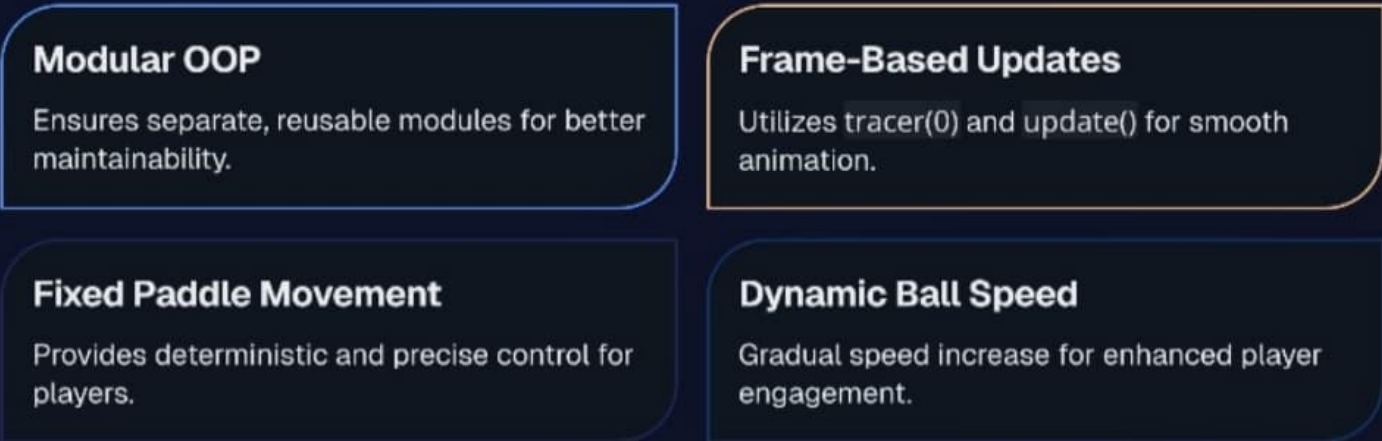 Modular OOP
Ensures separate, reusable modules for better
maintainability.
Frame-Based Updates
Utilizes tracer(0) and update() for smooth
animation.
Fixed Paddle Movement
Provides deterministic and precise control for
players.
Dynamic Ball Speed
Gradual speed increase for enhanced player
engagement.